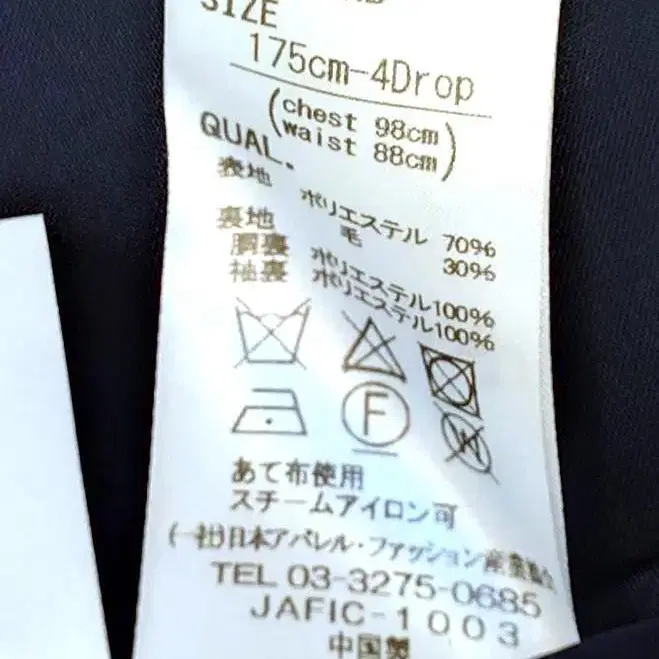 SIZE
175cm-4Drop
(chest 98cm
waist 88cm)
QUAL.
表地 ポリエステル 70%
毛 30%
裏地
胴裏 ポリエステル100%
袖裏 ポリエステル100%
F
W
あて布使用
スチームアイロン可
(一社)日本アパレル・ファッション産業協会
TEL 03-3275-0685
JAFIC-1003
中国製